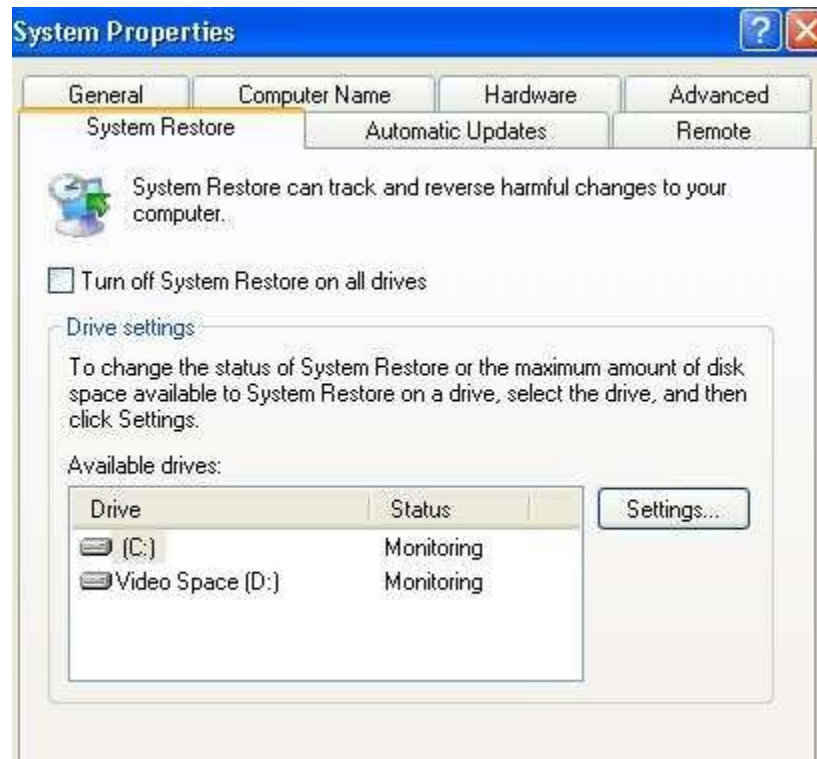 System Properties
?
General Computer Name Hardware Advanced
System Restore Automatic Updates Remote
System Restore can track and reverse harmful changes to your
computer.
Turn off System Restore on all drives
Drive settings
To change the status of System Restore or the maximum amount of disk
space available to System Restore on a drive, select the drive, and then
click Settings.
Available drives:
Drive Status
Settings...
(C:) Monitoring
Video Space (D:) Monitoring